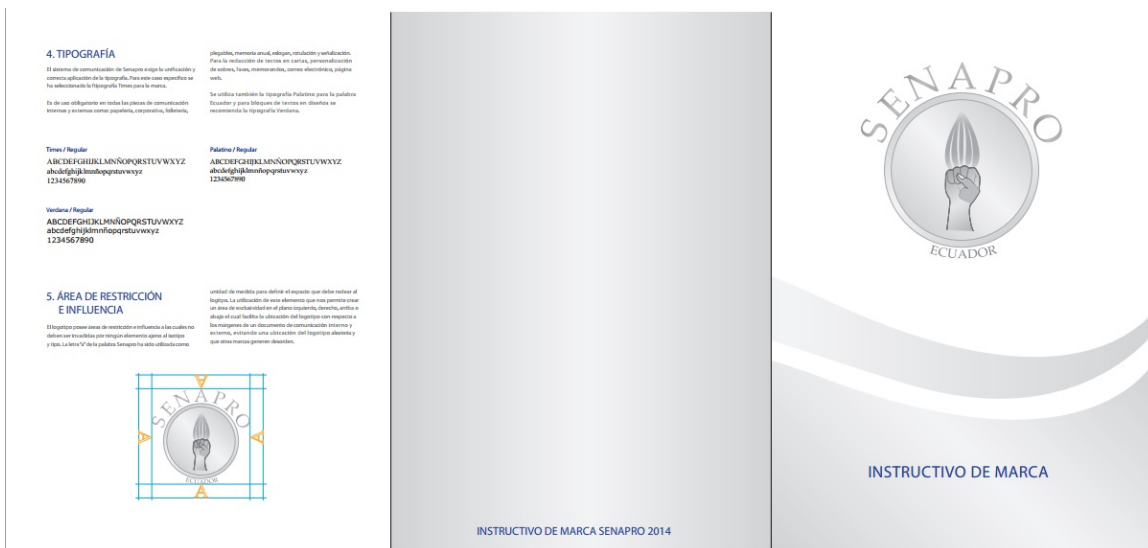 4. TIPOGRAFÍA
El sistema de comunicación de Senapro exige la unificación y
correcta aplicación de la tipografía. Para este caso específico se
ha seleccionado la ftipografía Times para la marca.
Es de uso obligatorio en todas las piezas de comunicación
internas y externas como: papelería, corporativa, folletería,
plegables, memoria anual, eslogan, rotulación y señalización.
Para la redacción de textos en cartas, personalización
de sobres, faxes, memorandos, correo electrónico, página
web.
Se utiliza también la tipografía Palatino para la palabra
Ecuador y para bloques de textos en diseños se
recomienda la tipografía Verdana.
Times / Regular
ABCDEFGHIJKLMNÑOPQRSTUVWXYZ
abcdefghijklmnñopqrstuvwxyz
1234567890
Palatino / Regular
ABCDEFGHIJKLMNÑOPQRSTUVWXYZ
abcdefghijklmnñopqrstuvwxyz
1234567890
Verdana / Regular
ABCDEFGHIJKLMNÑOPQRSTUVWXYZ
abcdefghijklmnñopqrstuvwxyz
1234567890
5. ÁREA DE RESTRICCIÓN
E INFLUENCIA
El logotipo posee áreas de restricción e influencia a las cuales no
deben ser invadidas por ningún elemento ajeno al isotipo
y tipo. La letra "a" de la palabra Senapro ha sido utilizada como
unidad de medida para definir el espacio que debe rodear al
logitpo. La utilización de este elemento que nos permite crear
un área de exclusividad en el plano izquierdo, derecho, arriba o
abajo el cual facilita la ubicación del logotipo con respecto a
los márgenes de un documento de comunicación interno y
externo, evitando una ubicación del logotipo aleatoria y
que otras marcas generen desorden.
A
SENAPRO
A
A
ECUADOR
A
INSTRUCTIVO DE MARCA SENAPRO 2014
SENAPRO
ECUADOR
INSTRUCTIVO DE MARCA